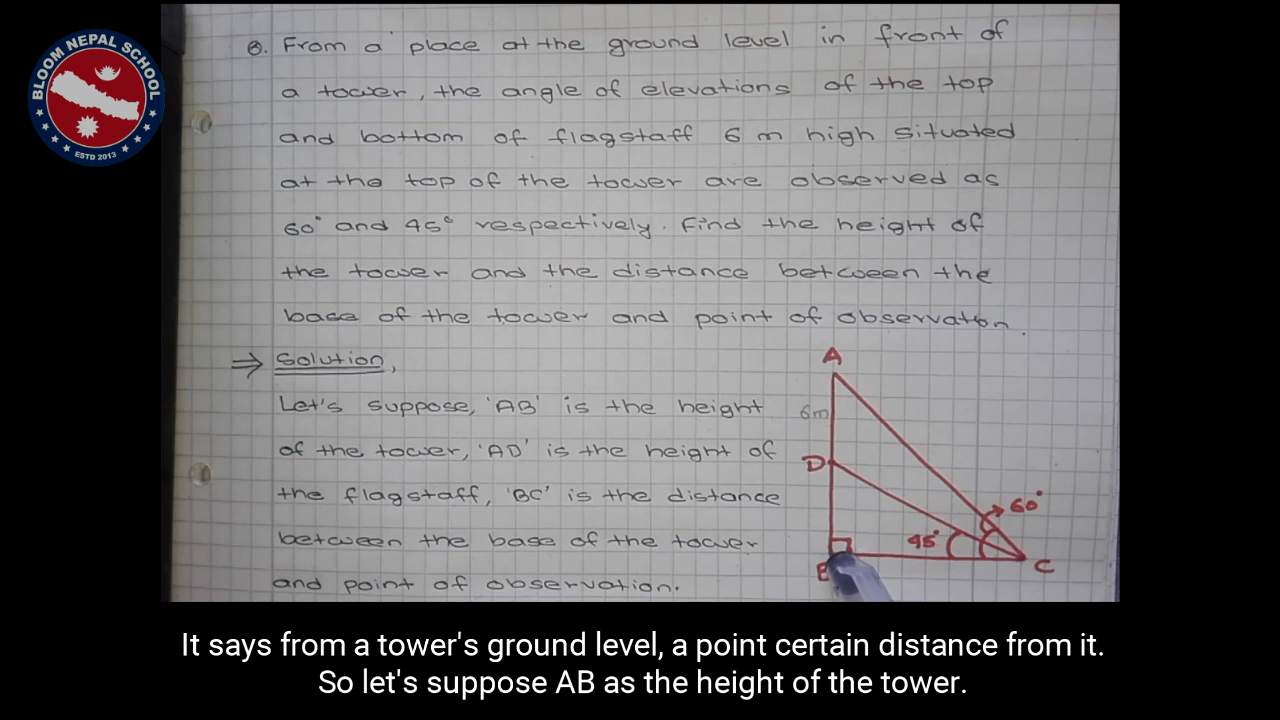 BLOOM NEPAL SCHOOL
ESTD 2013
Q. From a place at the ground level in front of
a tower, the angle of elevations of the top
and bottom of flagstaff 6 m high situated
at the top of the tower are observed as
60° and 45° respectively. Find the height of
the tower and the distance between the
base of the tower and point of observation.
⇒ Solution,
Let's suppose, 'AB' is the height
of the tower, 'AD' is the height of
the flagstaff, 'BC' is the distance
between the base of the tower
and point of observation.
A
6m
D
60°
45°
B
C
It says from a tower's ground level, a point certain distance from it.
So let's suppose AB as the height of the tower.